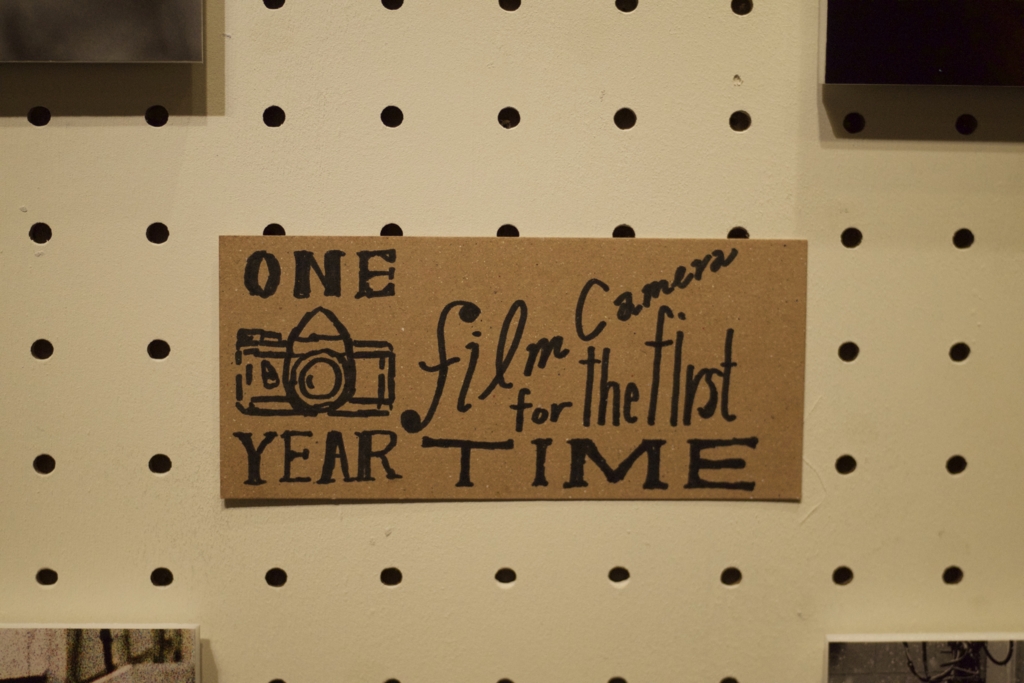 ONE
YEAR
film Camera
for the first
TIME